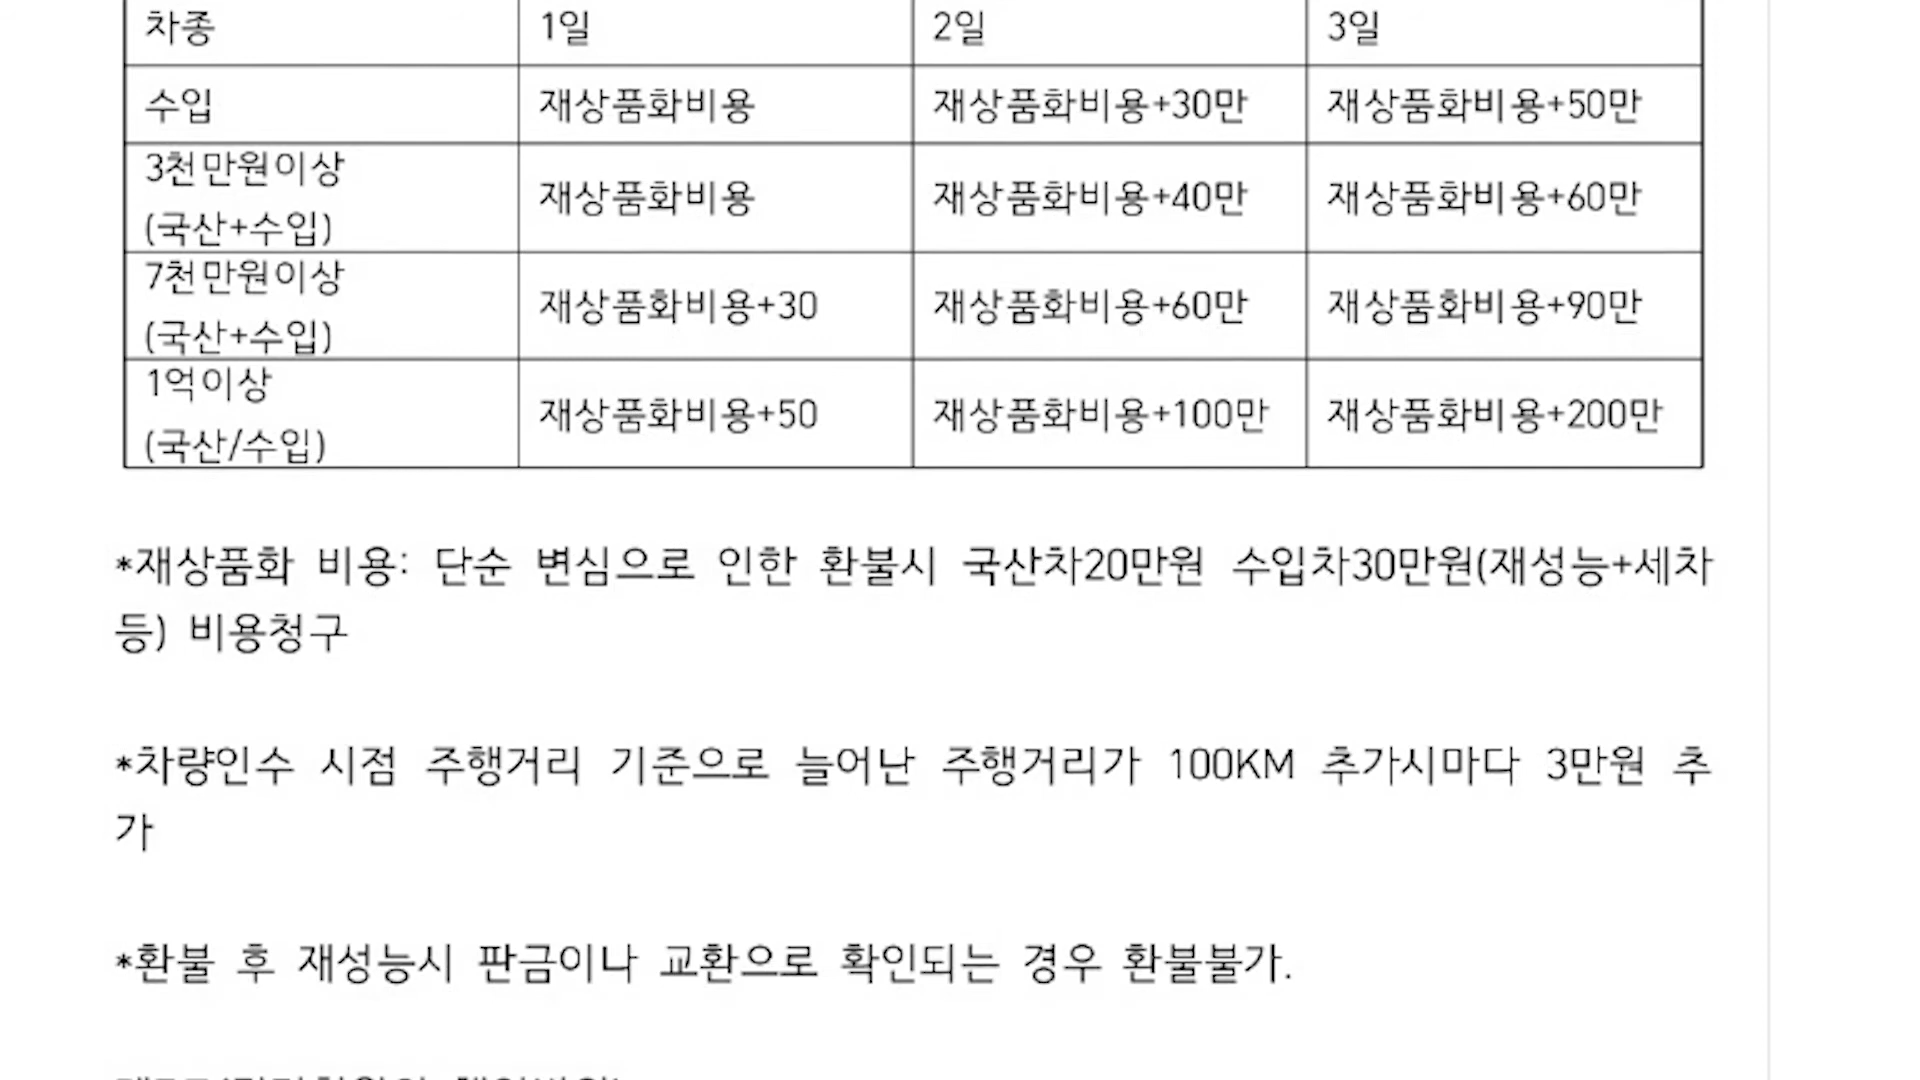 차종 1일 2일 3일
수입 재상품화비용 재상품화비용+30만 재상품화비용+50만
3천만원이상
(국산+수입) 재상품화비용 재상품화비용+40만 재상품화비용+60만
7천만원이상
(국산+수입) 재상품화비용+30 재상품화비용+60만 재상품화비용+90만
1억이상
(국산/수입) 재상품화비용+50 재상품화비용+100만 재상품화비용+200만
*재상품화 비용: 단순 변심으로 인한 환불시 국산차20만원 수입차30만원(재성능+세차
등) 비용청구
*차량인수 시점 주행거리 기준으로 늘어난 주행거리가 100KM 추가시마다 3만원 추
가
*환불 후 재성능시 판금이나 교환으로 확인되는 경우 환불불가.